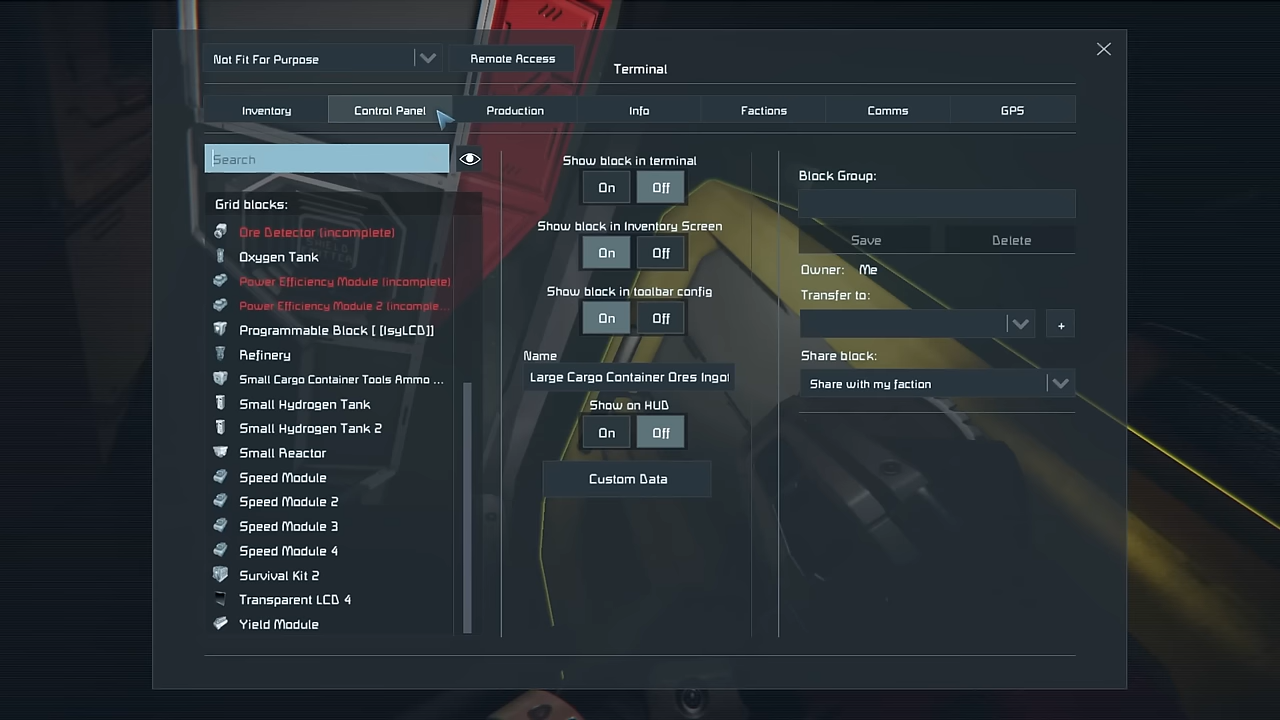 Not Fit For Purpose
Remote Access
Terminal
Inventory
Control Panel
Production
Info
Factions
Comms
GPS
Search
Grid blocks:
Ore Detector (incomplete)
Oxygen Tank
Power Efficiency Module (incomplete)
Power Efficiency Module 2 (incomple...
Programmable Block [ [IsyLCD]]
Refinery
Small Cargo Container Tools Ammo ...
Small Hydrogen Tank
Small Hydrogen Tank 2
Small Reactor
Speed Module
Speed Module 2
Speed Module 3
Speed Module 4
Survival Kit 2
Transparent LCD 4
Yield Module
Show block in terminal
On Off
Show block in Inventory Screen
On Off
Show block in toolbar config
On Off
Name
Large Cargo Container Ores Ingot
Show on HUD
On Off
Custom Data
Block Group:
Save Delete
Owner: Me
Transfer to:
+
Share block:
Share with my faction